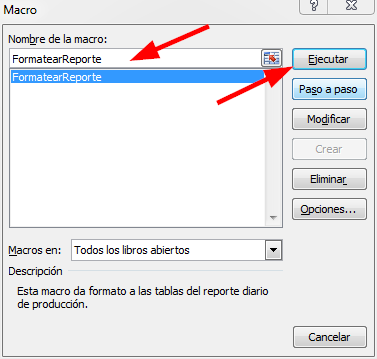 Macro
Nombre de la macro:
FormatearReporte
FormatearReporte
Ejecutar
Paso a paso
Modificar
Crear
Eliminar
Opciones...
Macros en:
Todos los libros abiertos
Descripción
Esta macro da formato a las tablas del reporte diario
de producción.
Cancelar